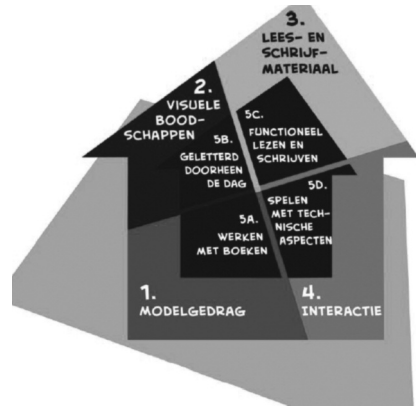 3.
LEES- EN
SCHRIJF-
MATERIAAL
2.
VISUELE
BOOD-
SCHAPPEN
5C.
FUNCTIONEEL
LEZEN EN
SCHRIJVEN
5B.
GELETTERD
DOORHEEN
DE DAG
5D.
SPELEN
MET TECH-
NISCHE
ASPECTEN
5A.
WERKEN
MET BOEKEN
1.
MODELGEDRAG
4.
INTERACTIE